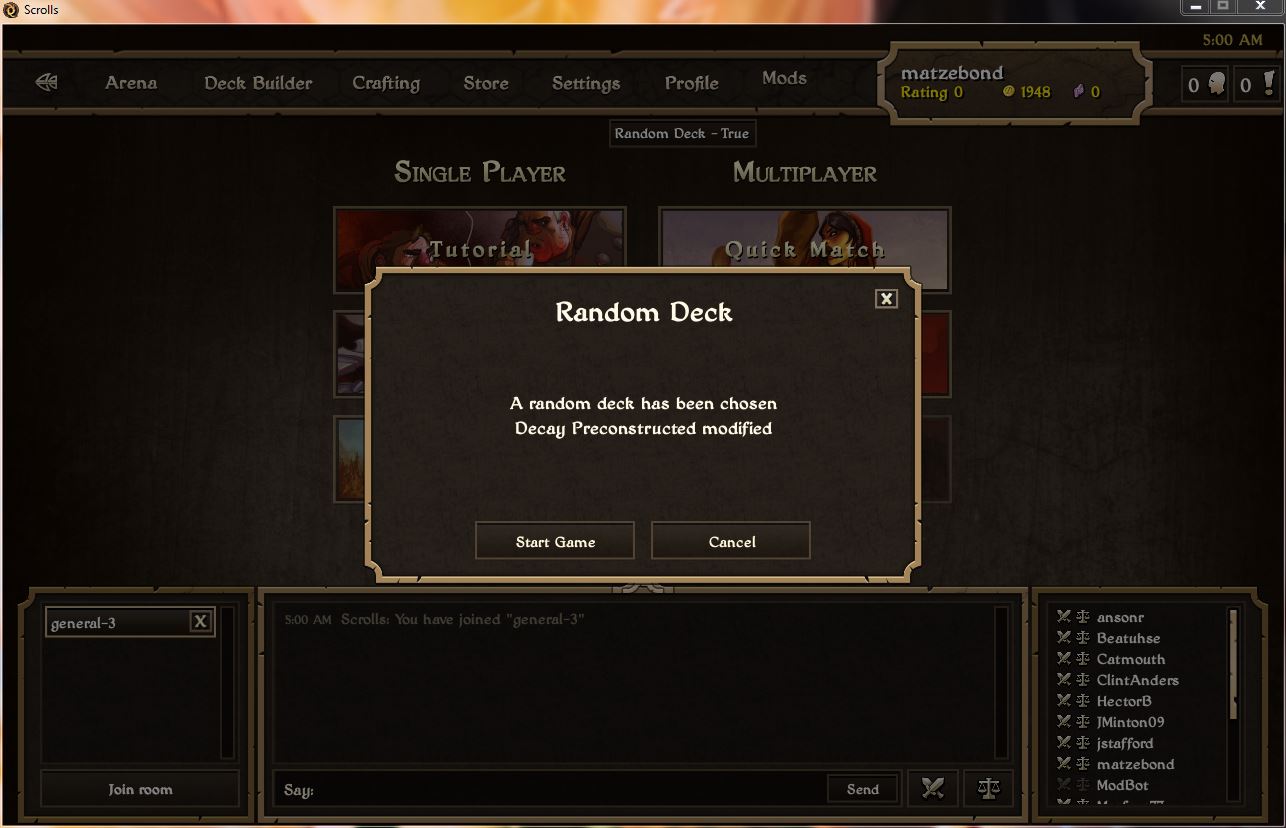 Scrolls
5:00 AM
Arena
Deck Builder
Crafting
Store
Settings
Profile
Mods
matzebond
Rating 0
1948
0
0
0
Random Deck - True
Single Player
Multiplayer
Tutorial
Quick Match
Random Deck
X
A random deck has been chosen
Decay Preconstructed modified
Start Game
Cancel
general-3
X
Join room
5:00 AM Scrolls: You have joined "general-3"
Say:
Send
ansonr
Beatuhse
Catmouth
ClintAnders
HectorB
JMinton09
jstafford
matzebond
ModBot